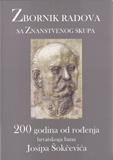 ZBORNIK RADOVA
SA ZNANSTVENOG SKUPA
200 godina od rođenja
hrvatskoga bana
Josipa Šokčevića